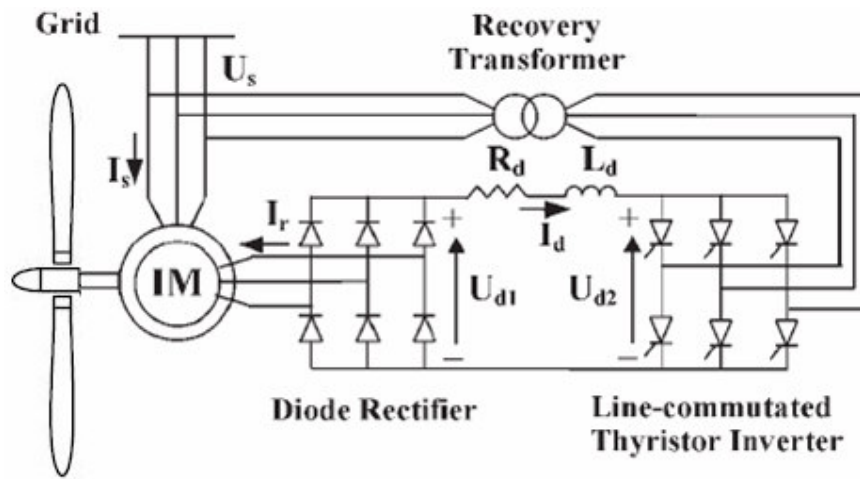 Grid
Recovery
Transformer
Us
Is
Rd
Ld
Ir
+
Id
+
IM
Ud1
Ud2
−
−
Diode Rectifier
Line-commutated
Thyristor Inverter